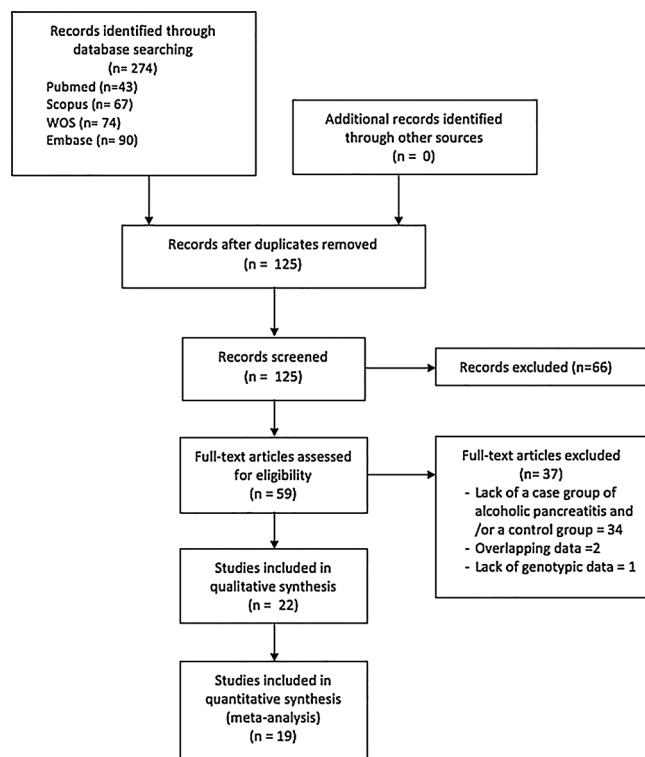 Records identified through
database searching
(n= 274)
Pubmed (n=43)
Scopus (n= 67)
WOS (n= 74)
Embase (n= 90)
Additional records identified
through other sources
(n = 0)
Records after duplicates removed
(n = 125)
Records screened
(n = 125)
Records excluded (n=66)
Full-text articles assessed
for eligibility
(n = 59)
Full-text articles excluded
(n= 37)
- Lack of a case group of
alcoholic pancreatitis and
/or a control group = 34
- Overlapping data =2
- Lack of genotypic data = 1
Studies included in
qualitative synthesis
(n = 22)
Studies included in
quantitative synthesis
(meta-analysis)
(n = 19)